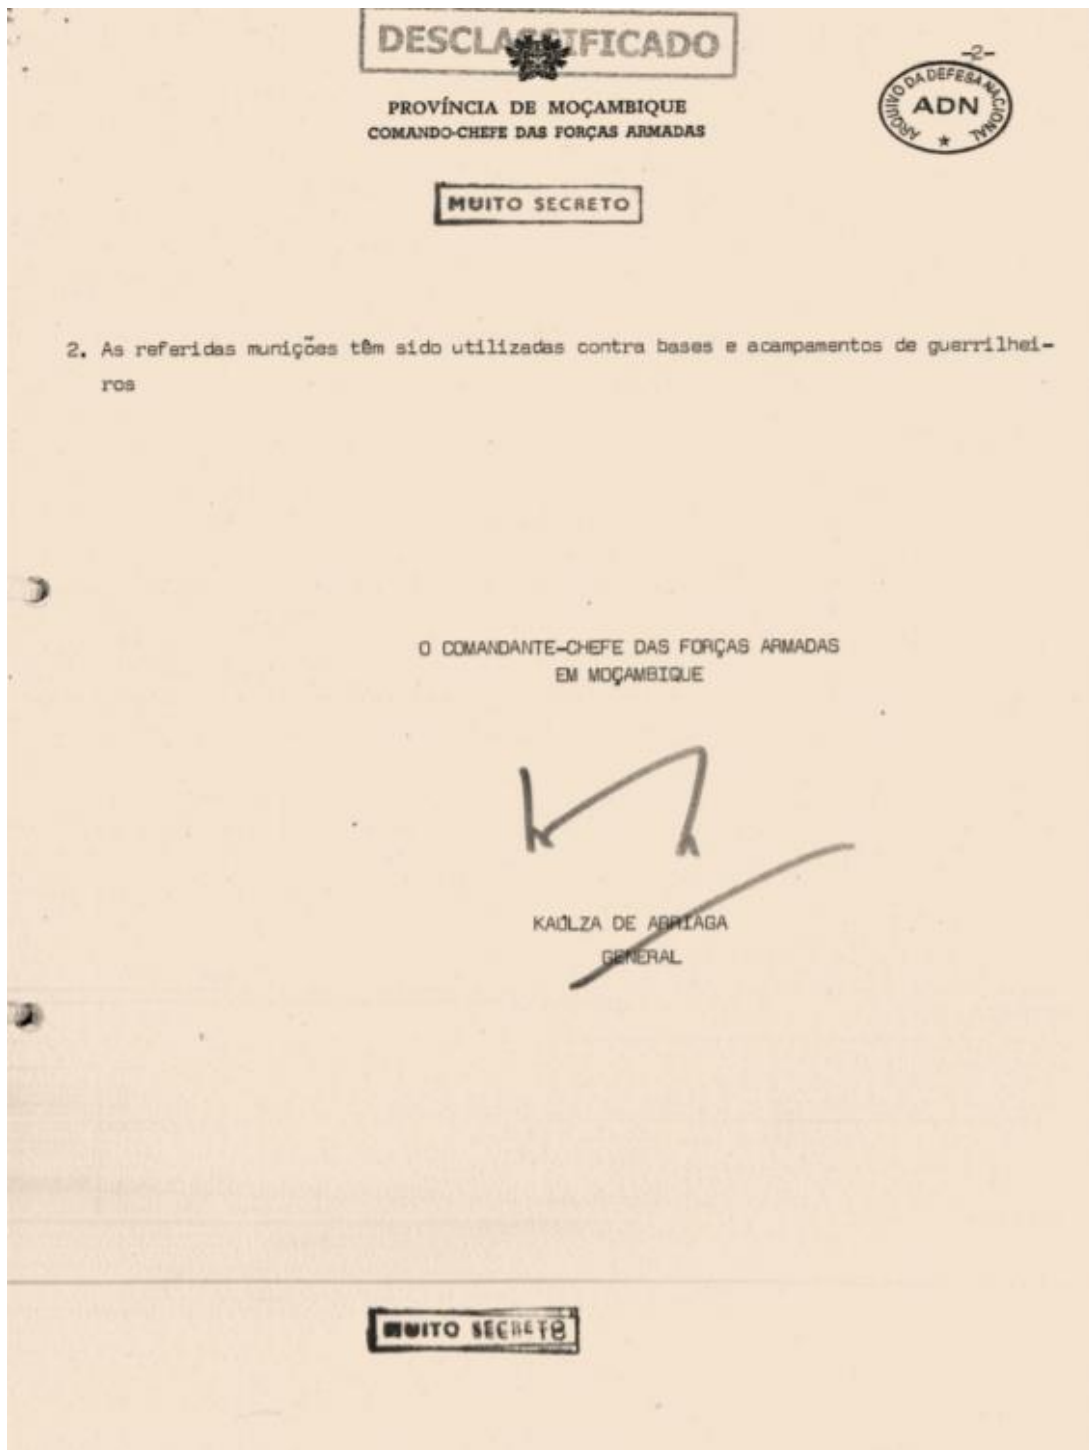 DESCLASSIFICADO
-2-
ARQUIVO DA DEFESA NACIONAL
ADN
PROVÍNCIA DE MOÇAMBIQUE
COMANDO-CHEFE DAS FORÇAS ARMADAS
MUITO SECRETO
2. As referidas munições têm sido utilizadas contra bases e acampamentos de guerrilhei-
ros
O COMANDANTE-CHEFE DAS FORÇAS ARMADAS
EM MOÇAMBIQUE
KAÚLZA DE ARRIAGA
GENERAL
MUITO SECRETO